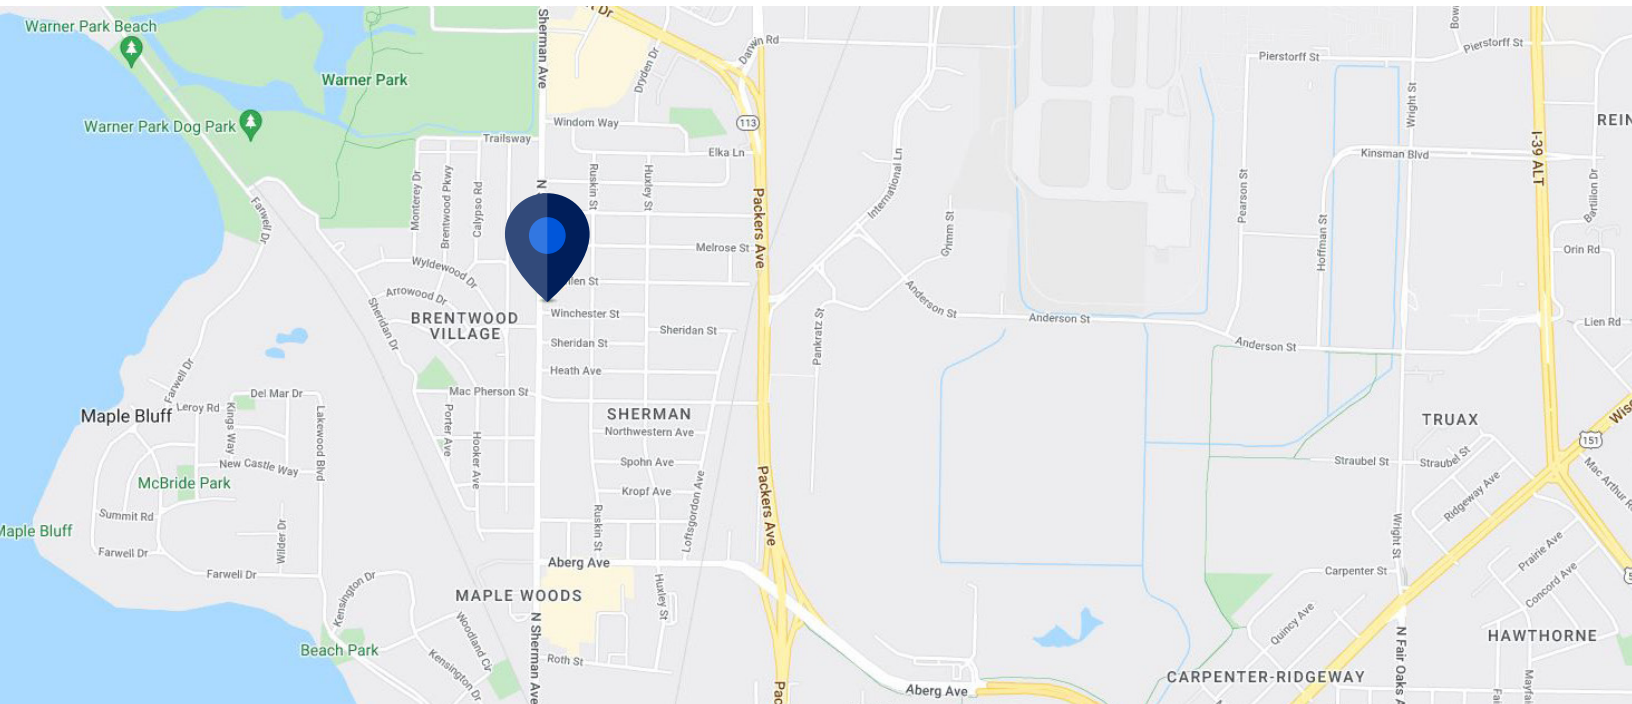 Warner Park Beach
Sherman Ave
Dr
Darwin Rd
Pierstorff St
Pierstorff St
Warner Park
Dryden Dr
Wright St
REIN
Warner Park Dog Park
Windom Way
113
Trailsway
Elka Ln
Kinsman Blvd
I-39 ALT
N
Ruskin St
Huxley St
Packers Ave
International Ln
Pearson St
Bartillon Dr
Monterey Dr
Brentwood Pkwy
Calypso Rd
Farwell Dr
Grimm St
Hoffman St
Melrose St
Orin Rd
Wyldewood Dr
Arrowood Dr
BRENTWOOD
VILLAGE
Sheridan Dr
Winchester St
Sheridan St
Sheridan St
Anderson St
Anderson St
Anderson St
Pankratz St
Lien Rd
Farwell Dr
Heath Ave
Mac Pherson St
Del Mar Dr
Maple Bluff
Leroy Rd
Kings Way
Lakewood Blvd
Porter Ave
Hooker Ave
SHERMAN
Northwestern Ave
TRUAX
151
New Castle Way
McBride Park
Spohn Ave
Kropf Ave
Loftsgordon Ave
Packers Ave
Straubel St
Straubel St
Ridgeway Ave
Summit Rd
Maple Bluff
Farwell Dr
Wilder Dr
Farwell Dr
Ruskin St
Wright St
Prairie Ave
Concord Ave
Aberg Ave
Kensington Dr
MAPLE WOODS
Huxley St
Carpenter St
Quincy Ave
Beach Park
Woodland Cir
Kensington Dr
N Sherman Ave
Roth St
HAWTHORNE
CARPENTER-RIDGEWAY
N Fair Oaks A
Aberg Ave
Pac